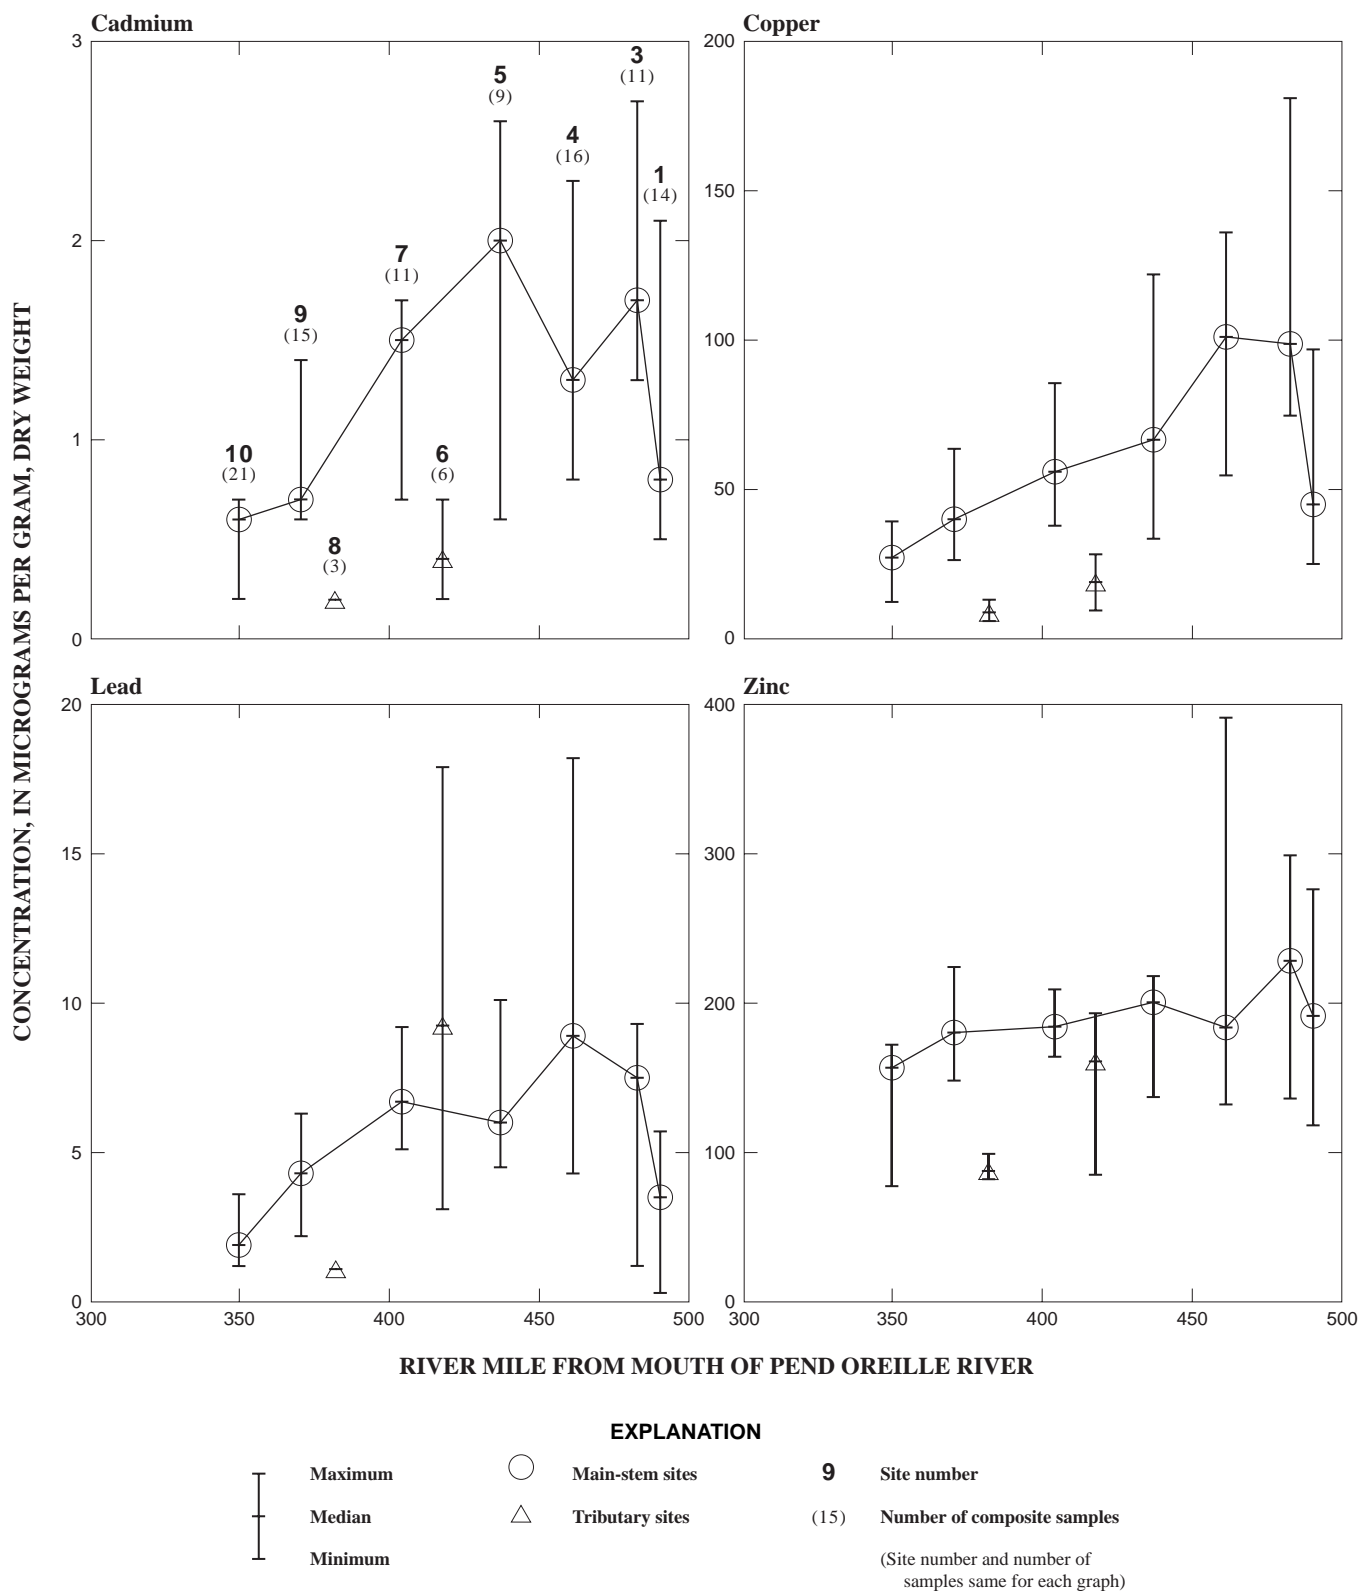 Cadmium
3
2
1
0
10
(21)
9
(15)
8
(3)
7
(11)
6
(6)
5
(9)
4
(16)
3
(11)
1
(14)
Copper
200
150
100
50
0
CONCENTRATION, IN MICROGRAMS PER GRAM, DRY WEIGHT
Lead
20
15
10
5
0
300
350
400
450
500
Zinc
400
300
200
100
0
300
350
400
450
500
RIVER MILE FROM MOUTH OF PEND OREILLE RIVER
EXPLANATION
Maximum
Median
Minimum
Main-stem sites
Tributary sites
9 Site number
(15) Number of composite samples
(Site number and number of
samples same for each graph)